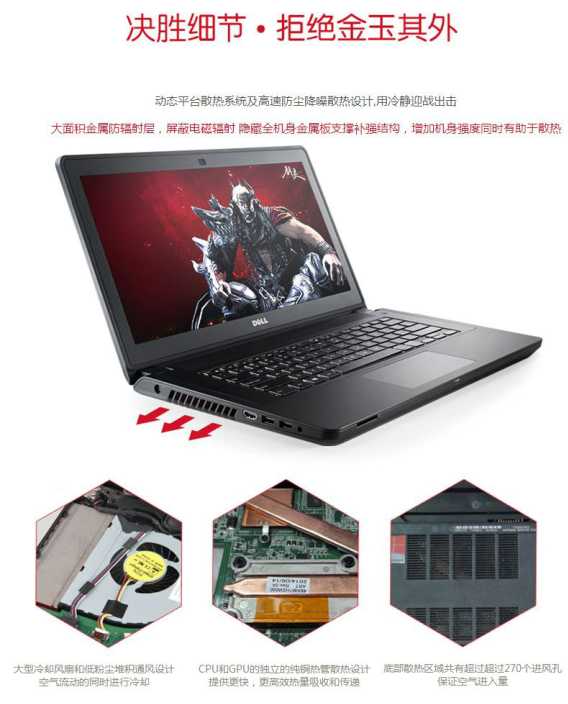 决胜细节·拒绝金玉其外
动态平台散热系统及高速防尘降噪散热设计,用冷静迎战出击
大面积金属防辐射层，屏蔽电磁辐射 隐藏全机身金属板支撑补强结构，增加机身强度同时有助于散热
DELL
2014/06/14
大型冷却风扇和低粉尘堆积通风设计
空气流动的同时进行冷却
CPU和GPU的独立的纯铜热管散热设计
提供更快，更高效热量吸收和传递
底部散热区域共有超过超过270个进风孔
保证空气进入量